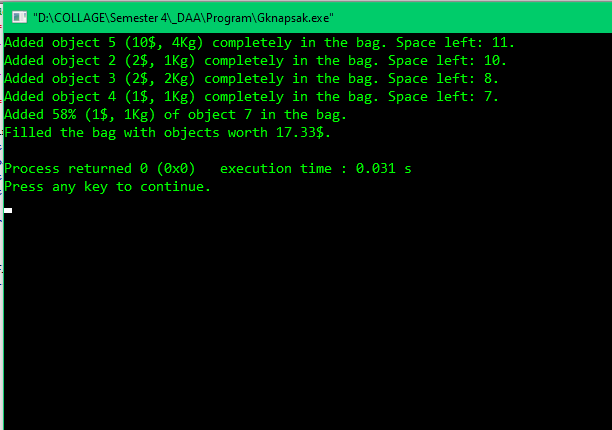 "D:\COLLAGE\Semester 4\_DAA\Program\Gknapsak.exe"
Added object 5 (10$, 4Kg) completely in the bag. Space left: 11.
Added object 2 (2$, 1Kg) completely in the bag. Space left: 10.
Added object 3 (2$, 2Kg) completely in the bag. Space left: 8.
Added object 4 (1$, 1Kg) completely in the bag. Space left: 7.
Added 58% (1$, 1Kg) of object 7 in the bag.
Filled the bag with objects worth 17.33$.
Process returned 0 (0x0)   execution time : 0.031 s
Press any key to continue.